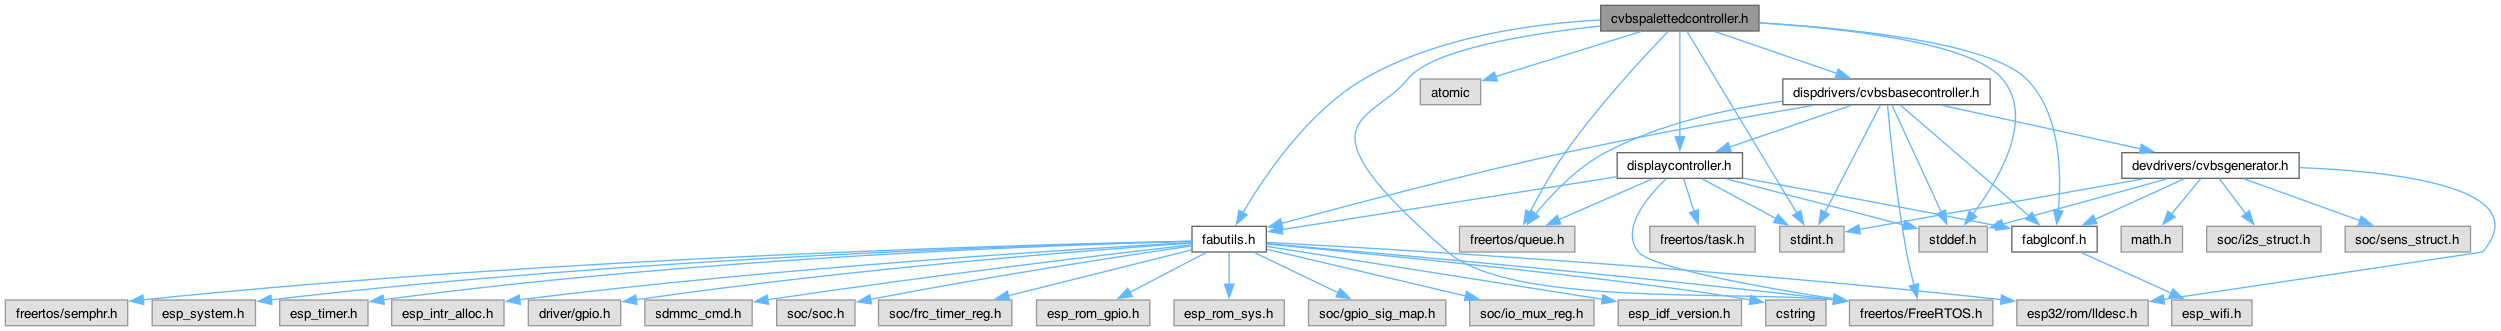 cvbspalettedcontroller.h
atomic
dispdrivers/cvbsbasecontroller.h
displaycontroller.h
devdrivers/cvbsgenerator.h
fabutils.h
freertos/queue.h
freertos/task.h
stdint.h
stddef.h
fabglconf.h
math.h
soc/i2s_struct.h
soc/sens_struct.h
freertos/semphr.h
esp_system.h
esp_timer.h
esp_intr_alloc.h
driver/gpio.h
sdmmc_cmd.h
soc/soc.h
soc/frc_timer_reg.h
esp_rom_gpio.h
esp_rom_sys.h
soc/gpio_sig_map.h
soc/io_mux_reg.h
esp_idf_version.h
cstring
freertos/FreeRTOS.h
esp32/rom/lldesc.h
esp_wifi.h